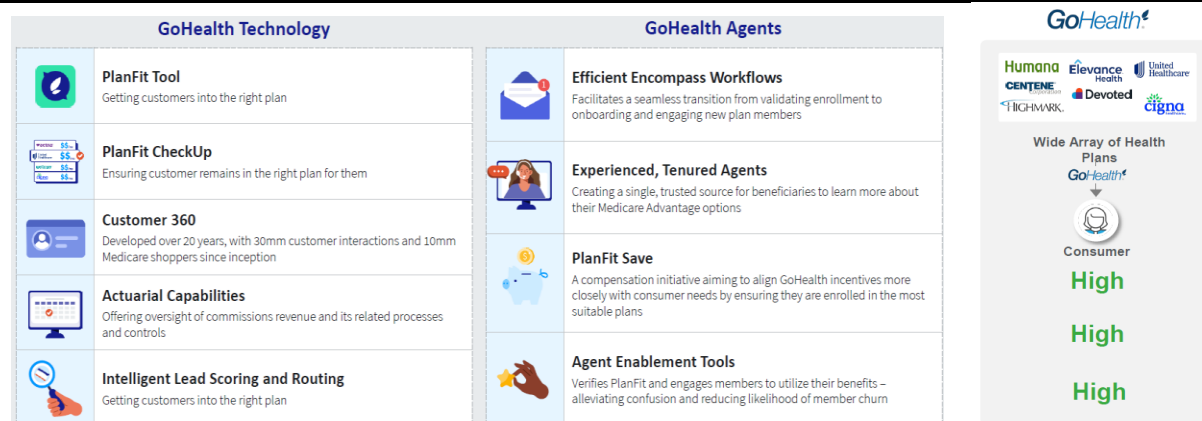 GoHealth Technology
PlanFit Tool
Getting customers into the right plan
PlanFit CheckUp
Ensuring customer remains in the right plan for them
Customer 360
Developed over 20 years, with 30mm customer interactions and 10mm
Medicare shoppers since inception
Actuarial Capabilities
Offering oversight of commissions revenue and its related processes
and controls
Intelligent Lead Scoring and Routing
Getting customers into the right plan
GoHealth Agents
1
Efficient Encompass Workflows
Facilitates a seamless transition from validating enrollment to
onboarding and engaging new plan members
Experienced, Tenured Agents
Creating a single, trusted source for beneficiaries to learn more about
their Medicare Advantage options
PlanFit Save
A compensation initiative aiming to align GoHealth incentives more
closely with consumer needs by ensuring they are enrolled in the most
suitable plans
Agent Enablement Tools
Verifies PlanFit and engages members to utilize their benefits –
alleviating confusion and reducing likelihood of member churn
GoHealth
Humana
Elevance
Health
United
Healthcare
CENTENE
Corporation
Devoted
HIGHMARK.
cigna
healthcare
Wide Array of Health
Plans
GoHealth
Consumer
High
High
High